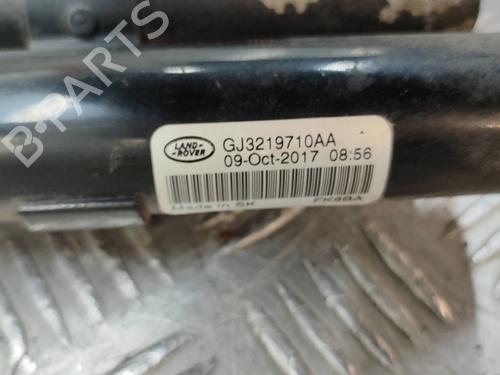 LAND-
ROVER
GJ3219710AA
09-Oct-2017 08:56
Made in SK
FK8BA
B-PARTS